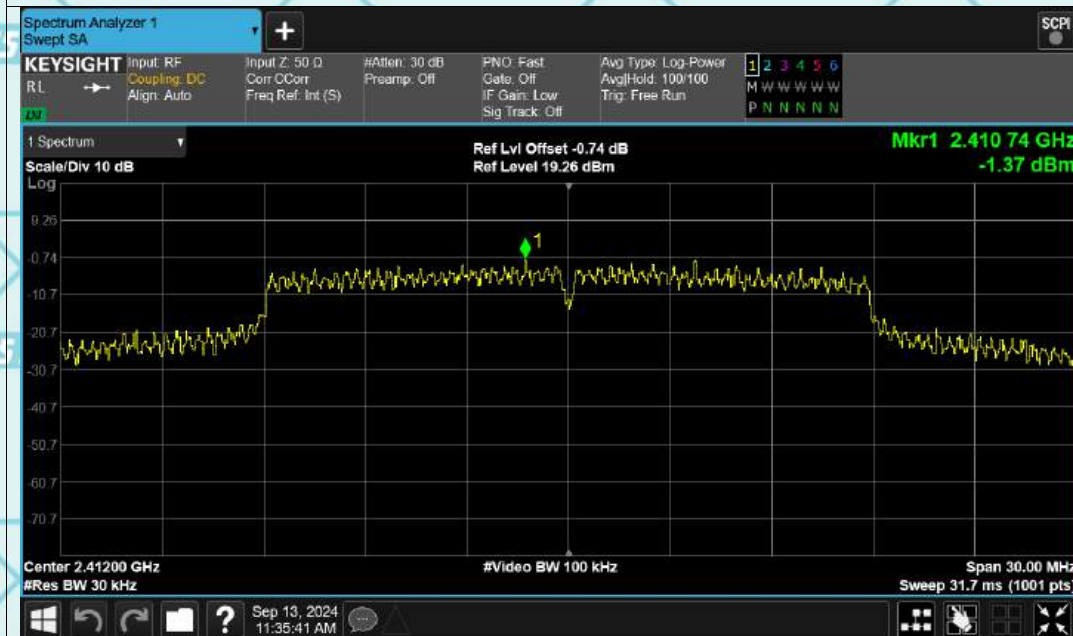 Spectrum Analyzer 1
Swept SA
+
SCPI
KEYSIGHT
RL
LXI
Input: RF
Coupling: DC
Align: Auto
Input Z: 50 Ω
Corr CCorr
Freq Ref: Int (S)
#Atten: 30 dB
Preamp: Off
PNO: Fast
Gate: Off
IF Gain: Low
Sig Track: Off
Avg Type: Log-Power
Avg|Hold: 100/100
Trig: Free Run
1 2 3 4 5 6
M W W W W W
P N N N N N
1 Spectrum
Scale/Div 10 dB
Log
Ref Lvl Offset -0.74 dB
Ref Level 19.26 dBm
Mkr1 2.410 74 GHz
-1.37 dBm
1
9.26
-0.74
-10.7
-20.7
-30.7
-40.7
-50.7
-60.7
-70.7
Center 2.41200 GHz
#Res BW 30 kHz
#Video BW 100 kHz
Span 30.00 MHz
Sweep 31.7 ms (1001 pts)
?
Sep 13, 2024
11:35:41 AM